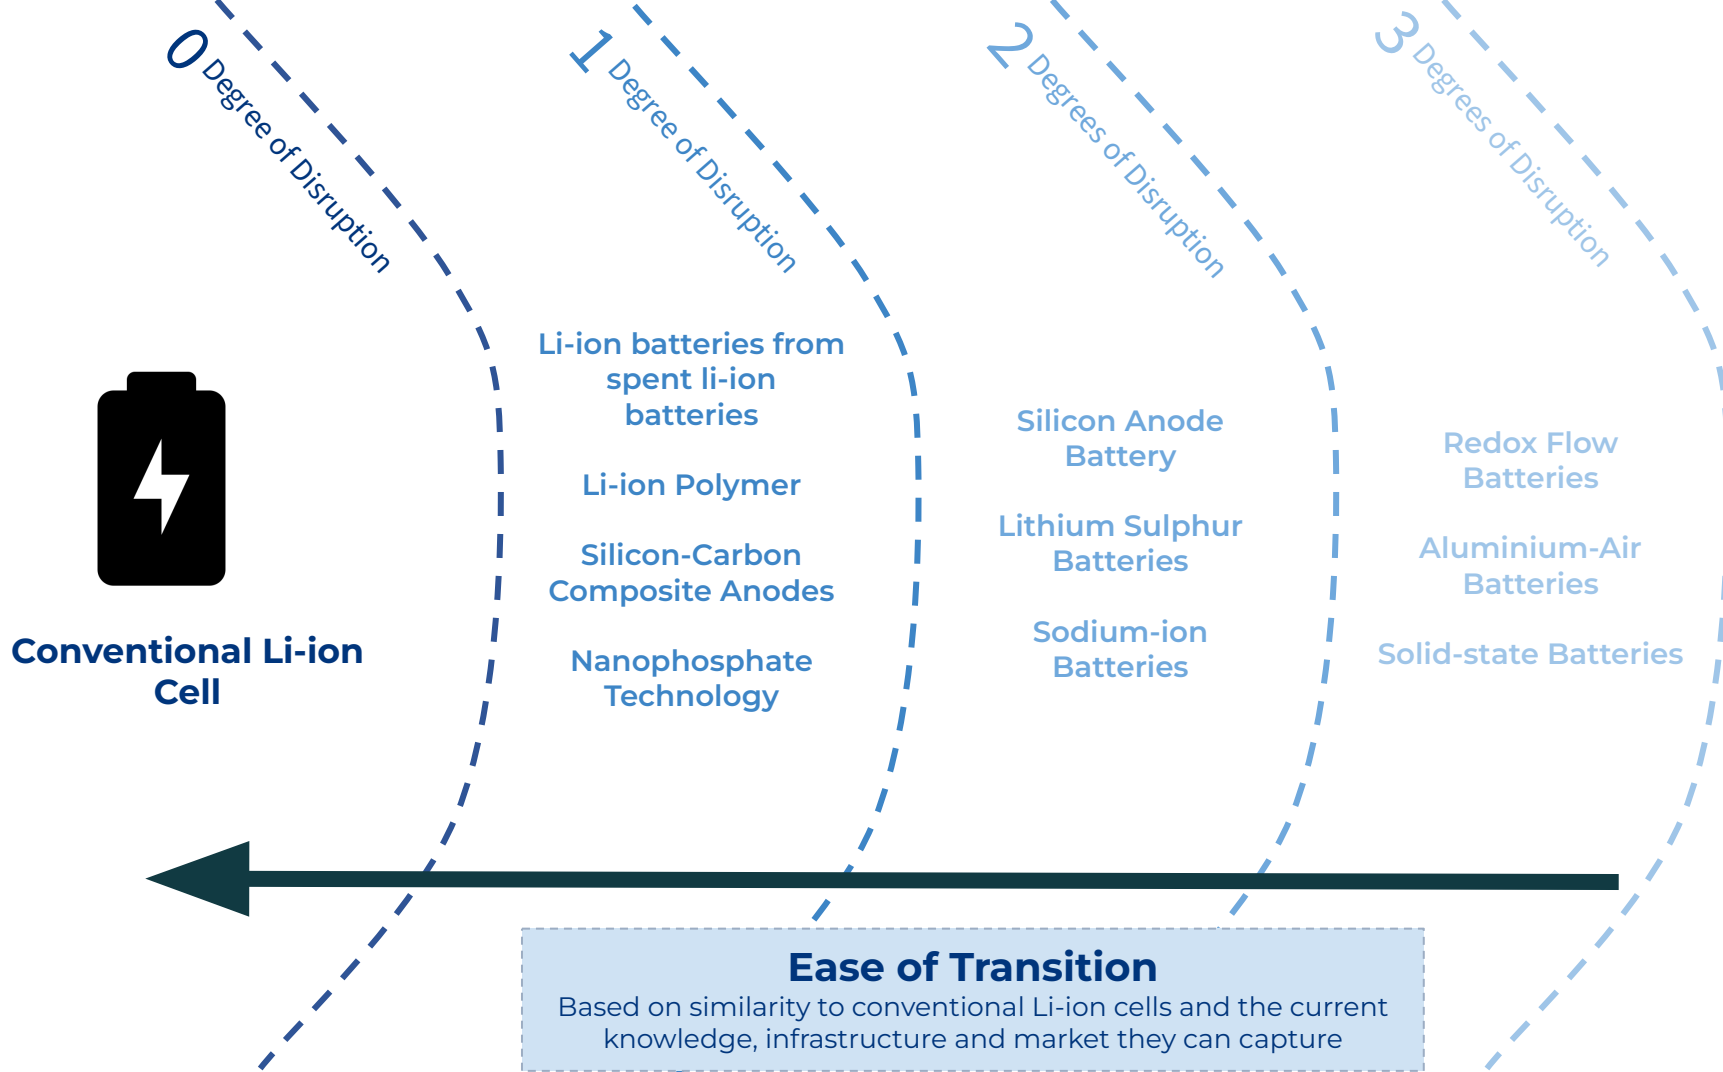 0 Degree of Disruption
1 Degree of Disruption
2 Degrees of Disruption
3 Degrees of Disruption
Conventional Li-ion
Cell
Li-ion batteries from
spent li-ion
batteries
Li-ion Polymer
Silicon-Carbon
Composite Anodes
Nanophosphate
Technology
Silicon Anode
Battery
Lithium Sulphur
Batteries
Sodium-ion
Batteries
Redox Flow
Batteries
Aluminium-Air
Batteries
Solid-state Batteries
Ease of Transition
Based on similarity to conventional Li-ion cells and the current
knowledge, infrastructure and market they can capture